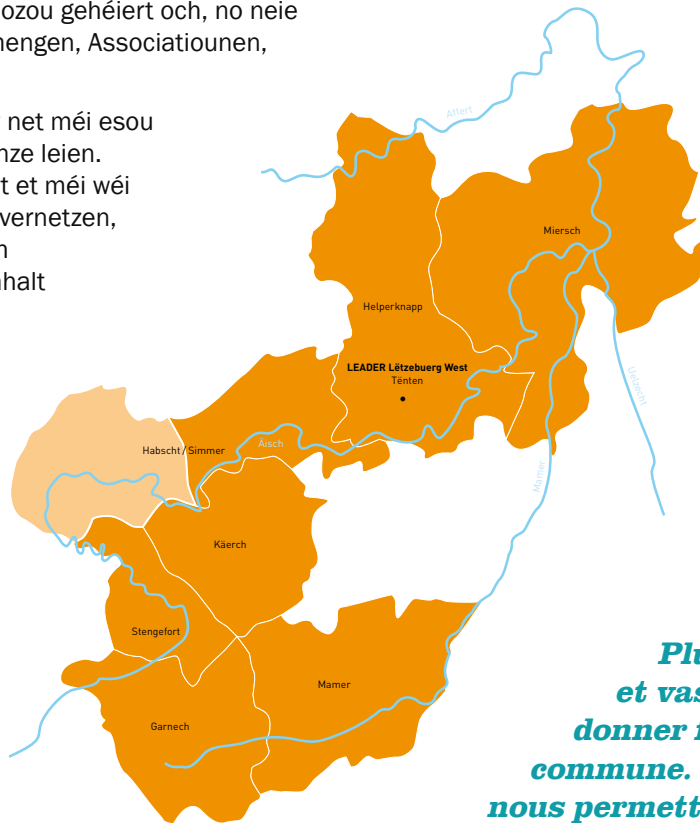 ozou gehéiert och, no neie
nengen, Associatiounen,
net méi esou
nze leien.
t et méi wéi
vernetzen,
nhalt
Attert
Miersch
Helperknapp
LEADER Lëtzebuerg West
Tënten
Uelzecht
Habscht / Simmer
Äisch
Mamer
Käerch
Stengefort
Mamer
Garnech
Plu
et vas
donner
commune.
nous permett